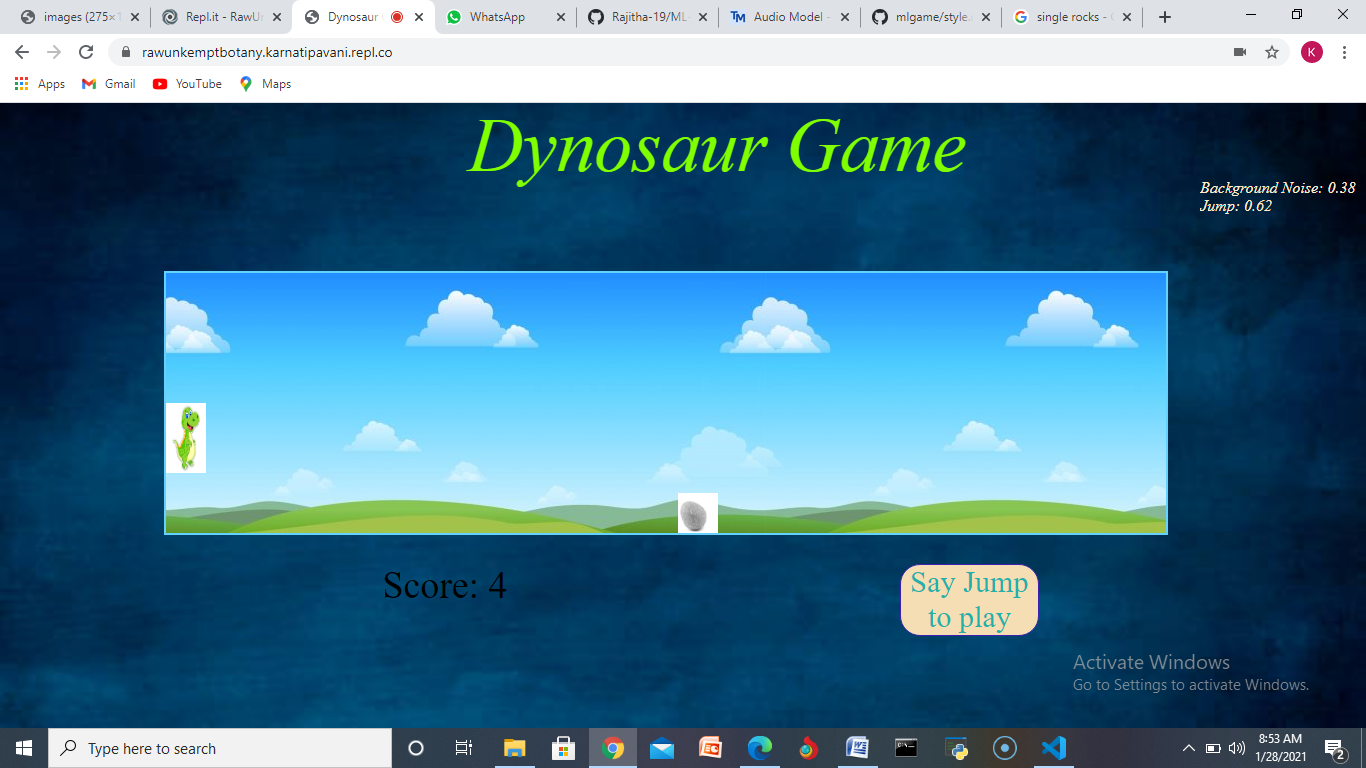 images (275×1
Repl.it - RawU
Dynosaur
WhatsApp
Rajitha-19/ML
Audio Model -
mlgame/style.
single rocks -
rawunkemptbotany.karnatipavani.repl.co
K
Apps
Gmail
YouTube
Maps
Dynosaur Game
Background Noise: 0.38
Jump: 0.62
Score: 4
Say Jump
to play
Activate Windows
Go to Settings to activate Windows.
Type here to search
8:53 AM
1/28/2021
2